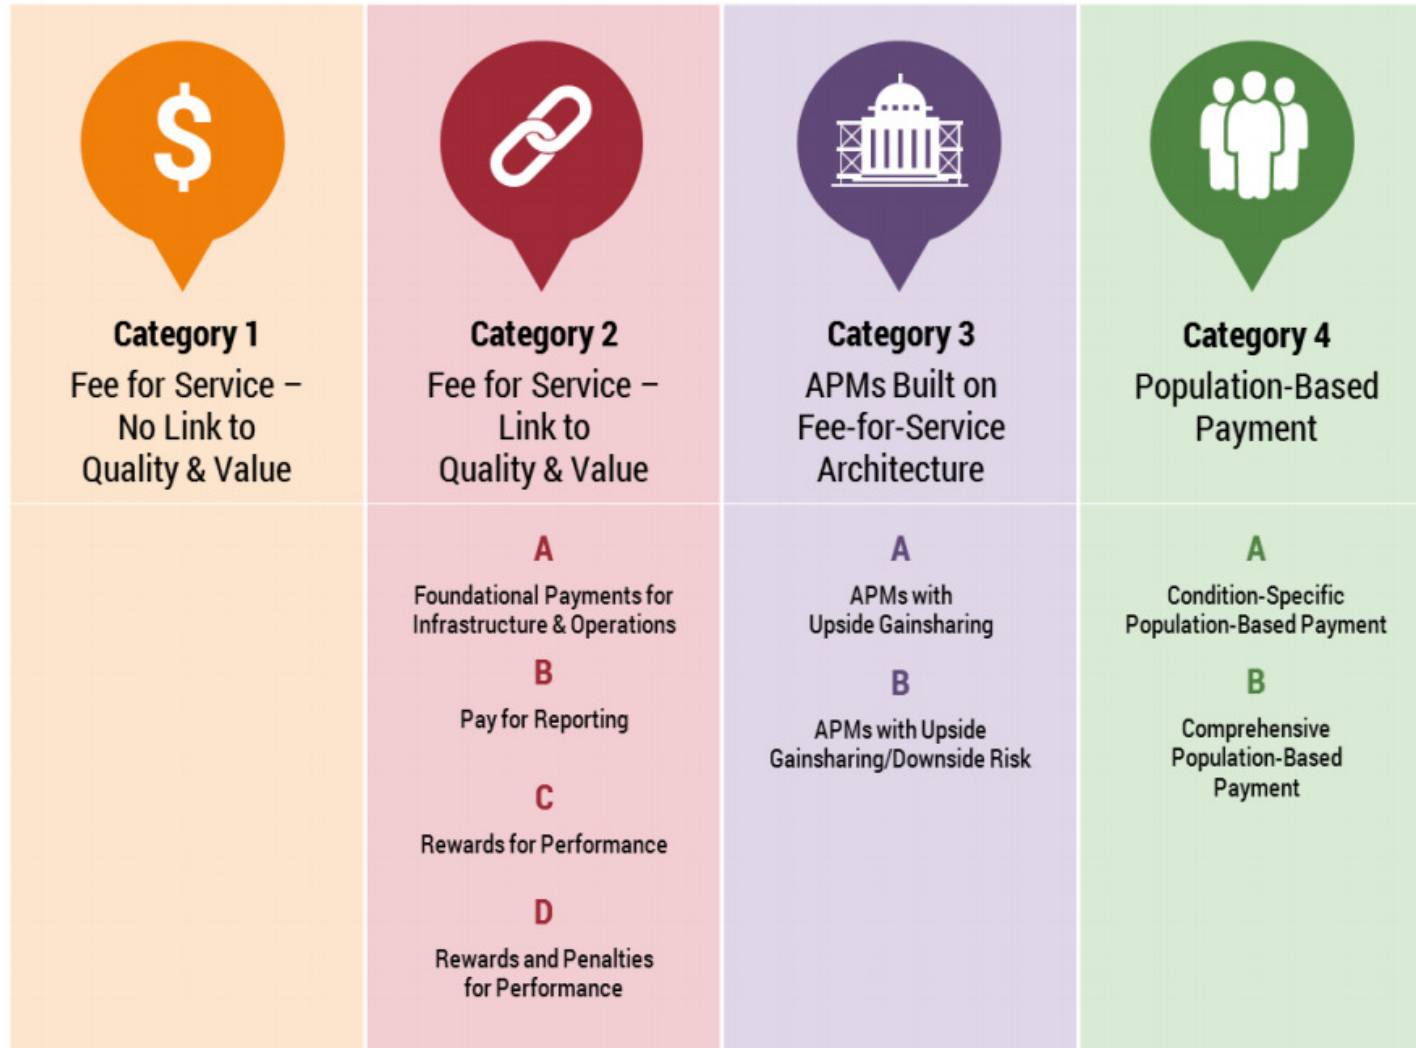 $
Category 1
Fee for Service –
No Link to
Quality & Value
Category 2
Fee for Service –
Link to
Quality & Value
A
Foundational Payments for
Infrastructure & Operations
B
Pay for Reporting
C
Rewards for Performance
D
Rewards and Penalties
for Performance
Category 3
APMs Built on
Fee-for-Service
Architecture
A
APMs with
Upside Gainsharing
B
APMs with Upside
Gainsharing/Downside Risk
Category 4
Population-Based
Payment
A
Condition-Specific
Population-Based Payment
B
Comprehensive
Population-Based
Payment